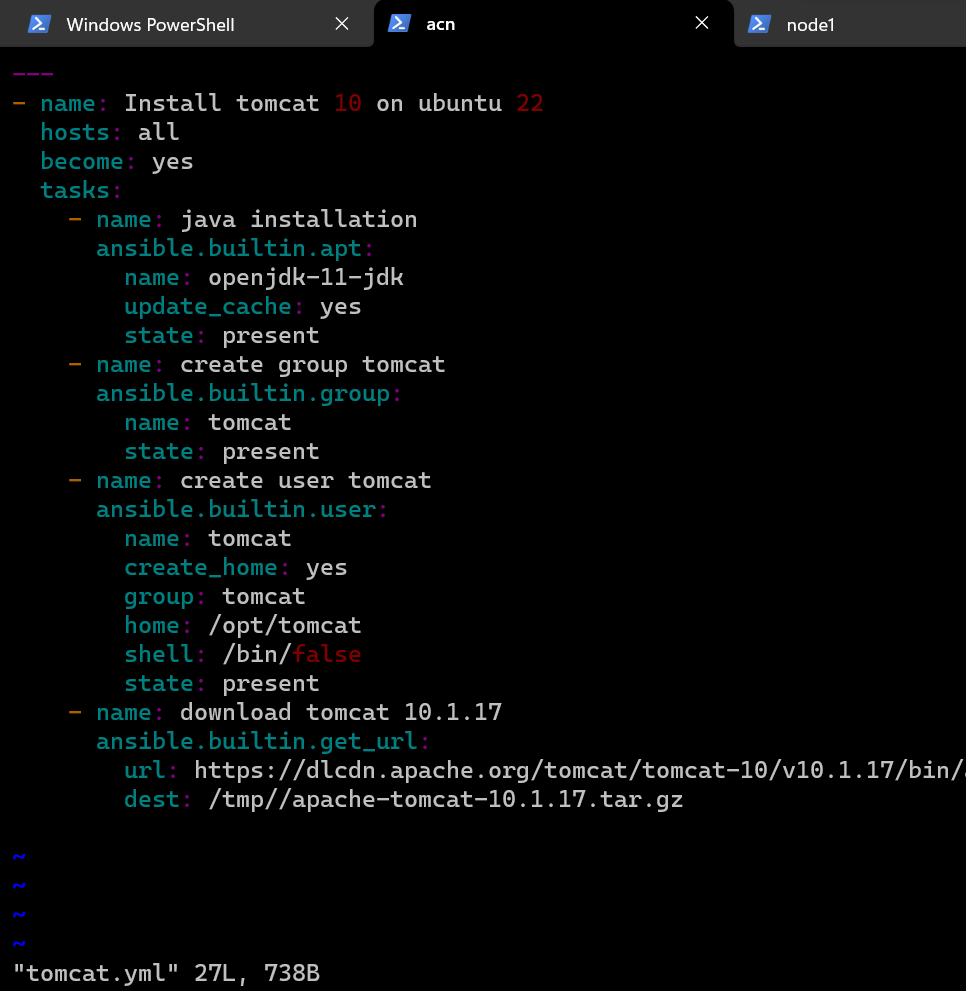 Windows PowerShell
acn
node1
---
- name: Install tomcat 10 on ubuntu 22
  hosts: all
  become: yes
  tasks:
    - name: java installation
      ansible.builtin.apt:
        name: openjdk-11-jdk
        update_cache: yes
        state: present
    - name: create group tomcat
      ansible.builtin.group:
        name: tomcat
        state: present
    - name: create user tomcat
      ansible.builtin.user:
        name: tomcat
        create_home: yes
        group: tomcat
        home: /opt/tomcat
        shell: /bin/false
        state: present
    - name: download tomcat 10.1.17
      ansible.builtin.get_url:
        url: https://dlcdn.apache.org/tomcat/tomcat-10/v10.1.17/bin/
        dest: /tmp//apache-tomcat-10.1.17.tar.gz
~
~
~
~
"tomcat.yml" 27L, 738B